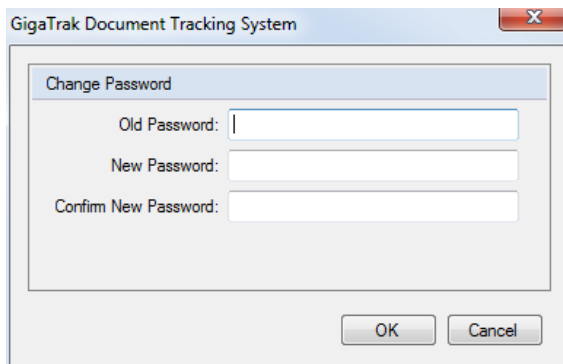 GigaTrak Document Tracking System
Change Password
Old Password:
New Password:
Confirm New Password:
OK Cancel